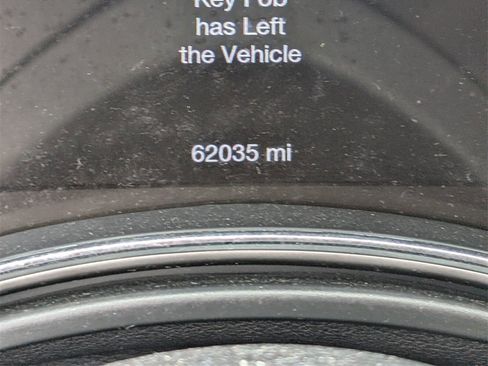 Key Fob
has Left
the Vehicle
62035 mi